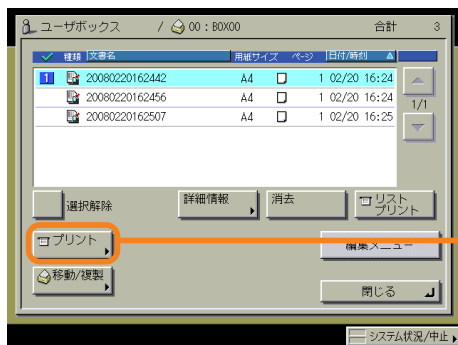 ユーザボックス / 00：BOX00 合計 3
種類 文書名 用紙サイズ ページ 日付/時刻
1 20080220162442 A4 1 02/20 16:24
20080220162456 A4 1 02/20 16:24
20080220162507 A4 1 02/20 16:25
1/1
選択解除 詳細情報 消去 リストプリント
プリント 編集メニュー
移動/複製
閉じる
システム状況/中止